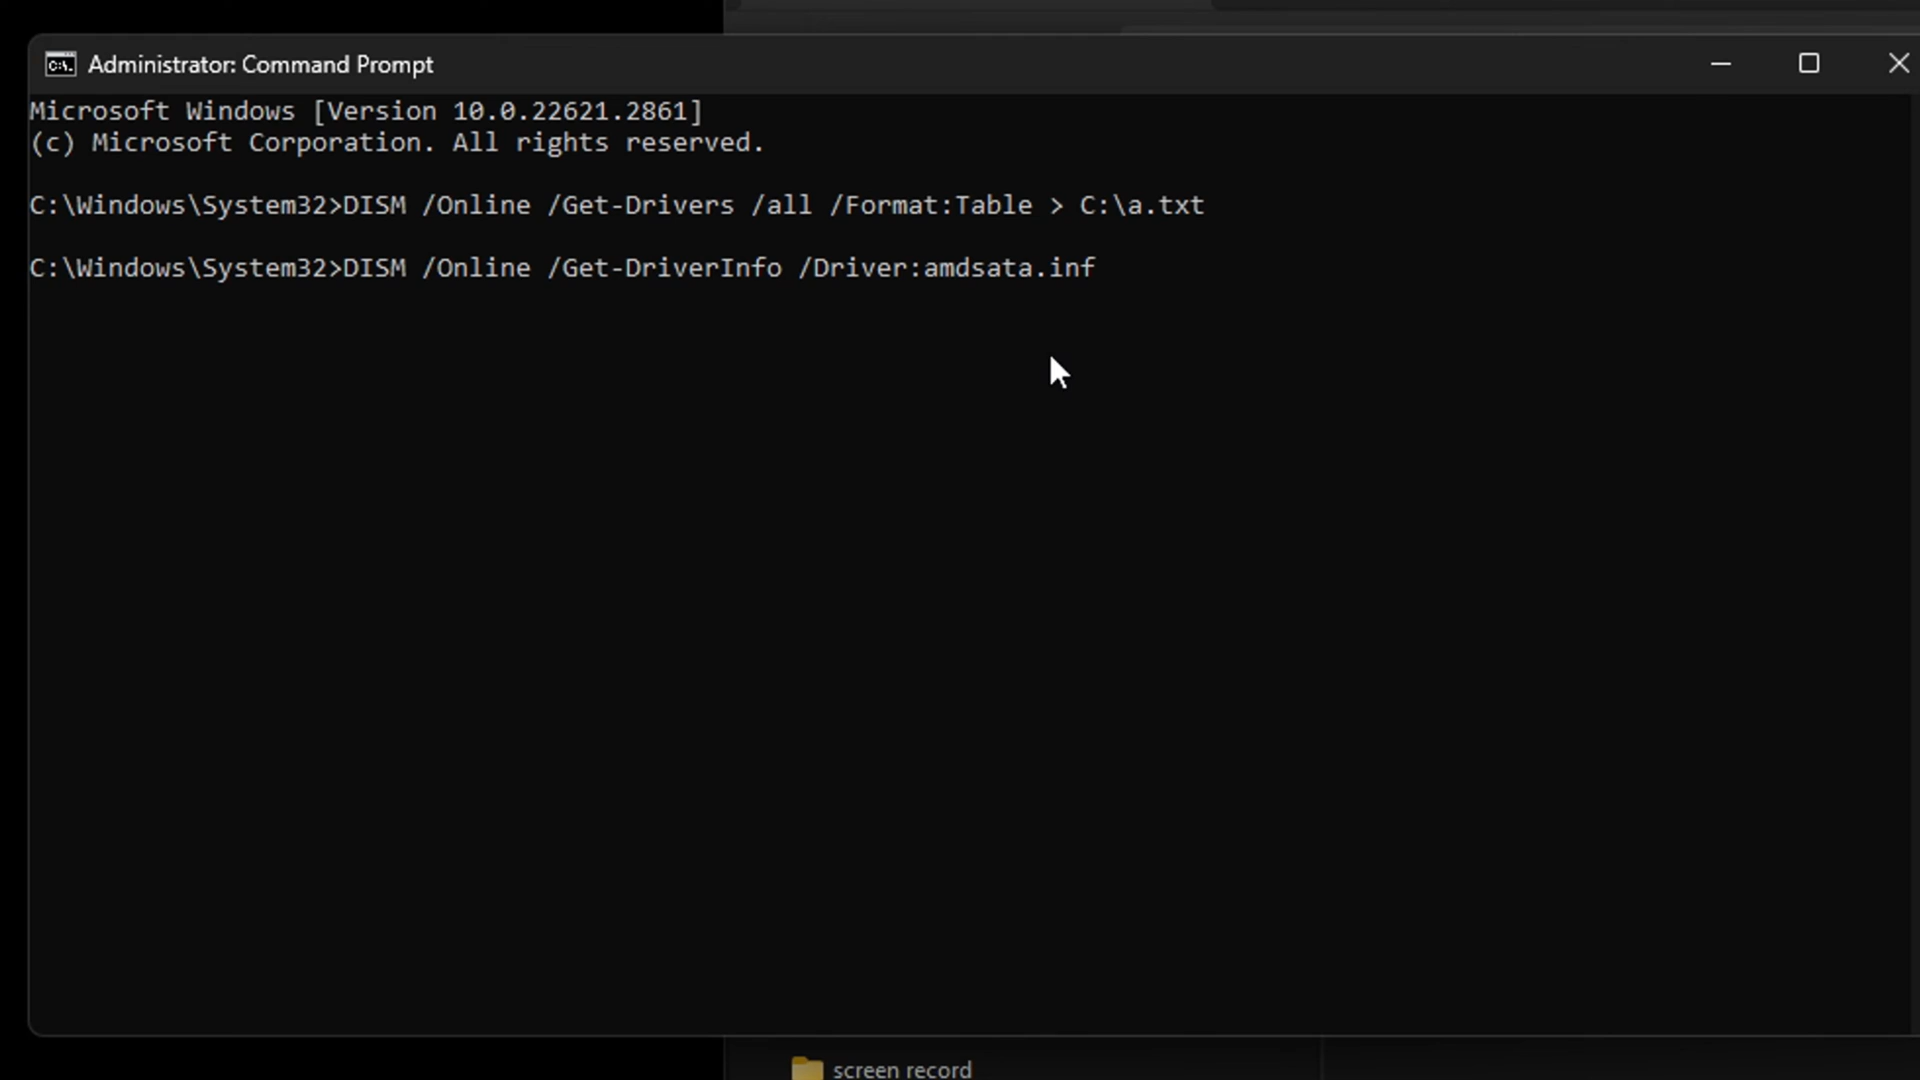 Administrator: Command Prompt
Microsoft Windows [Version 10.0.22621.2861]
(c) Microsoft Corporation. All rights reserved.
C:\Windows\System32>DISM /Online /Get-Drivers /all /Format:Table > C:\a.txt
C:\Windows\System32>DISM /Online /Get-DriverInfo /Driver:amdsata.inf
screen record